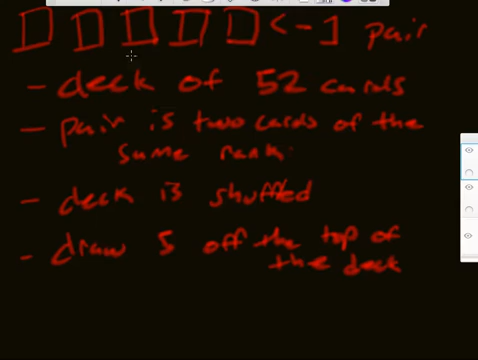 <- 1 pair
- deck of 52 cards
- pair is two cards of the
same rank.
- deck is shuffled
- draw 5 off the top of
the deck